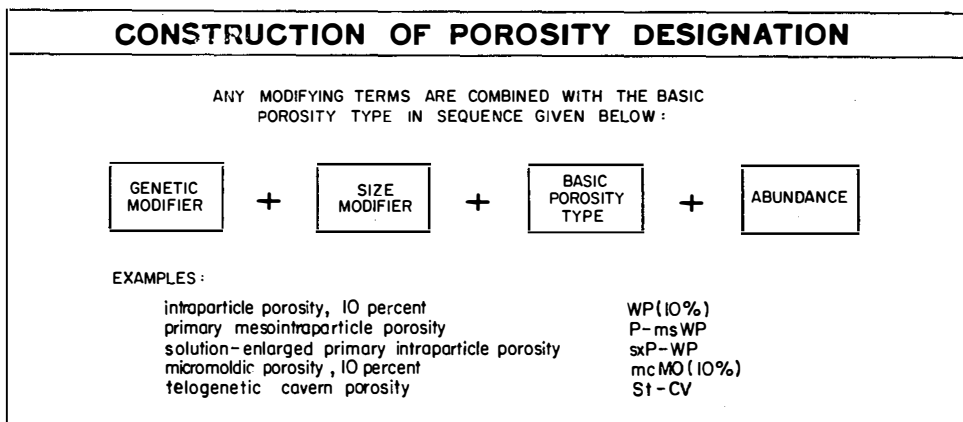 CONSTRUCTION OF POROSITY DESIGNATION
ANY MODIFYING TERMS ARE COMBINED WITH THE BASIC
POROSITY TYPE IN SEQUENCE GIVEN BELOW:
GENETIC
MODIFIER
+
SIZE
MODIFIER
+
BASIC
POROSITY
TYPE
+
ABUNDANCE
EXAMPLES:
intraparticle porosity, 10 percent WP(10%)
primary mesointraparticle porosity P-msWP
solution-enlarged primary intraparticle porosity sxP-WP
micromoldic porosity, 10 percent mcMO(10%)
telogenetic cavern porosity St-CV